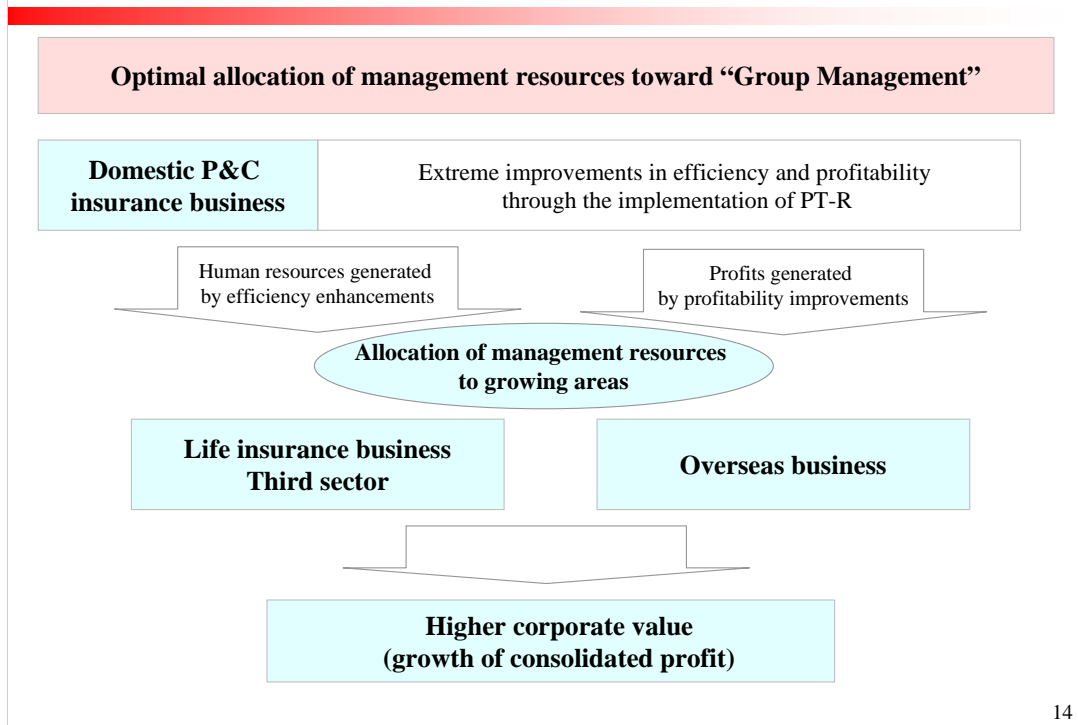 Optimal allocation of management resources toward “Group Management”
Domestic P&C
insurance business
Extreme improvements in efficiency and profitability
through the implementation of PT-R
Human resources generated
by efficiency enhancements
Profits generated
by profitability improvements
Allocation of management resources
to growing areas
Life insurance business
Third sector
Overseas business
Higher corporate value
(growth of consolidated profit)
14